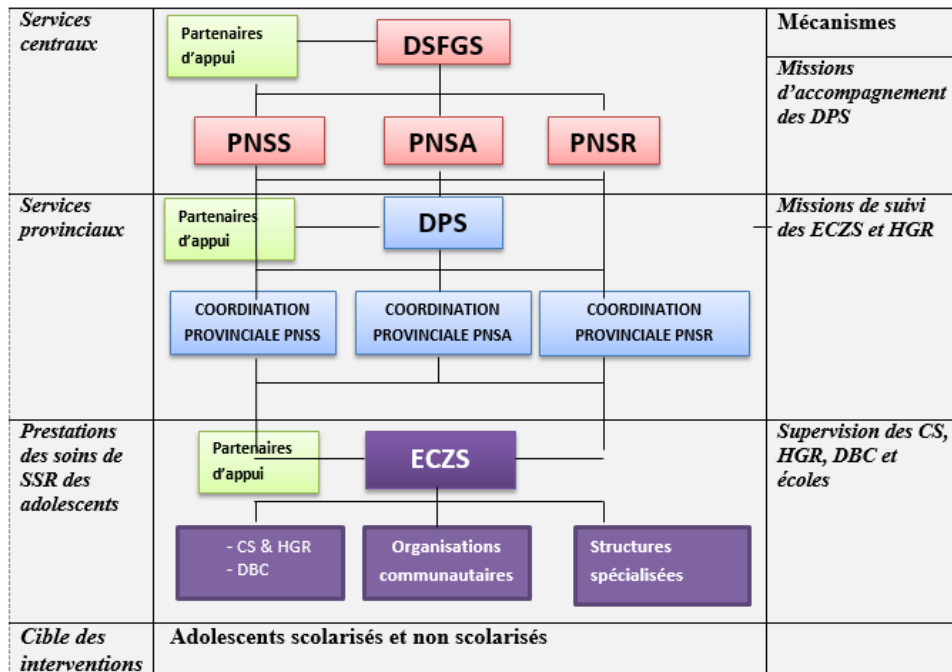 Services
centraux
Partenaires
d'appui
DSFGS
Mécanismes
Missions
d'accompagnement
des DPS
PNSS
PNSA
PNSR
Services
provinciaux
Partenaires
d'appui
DPS
Missions de suivi
des ECZS et HGR
COORDINATION
PROVINCIALE PNSS
COORDINATION
PROVINCIALE PNSA
COORDINATION
PROVINCIALE PNSR
Prestations
des soins de
SSR des
adolescents
Partenaires
d'appui
ECZS
Supervision des CS,
HGR, DBC et
écoles
- CS & HGR
- DBC
Organisations
communautaires
Structures
spécialisées
Cible des
interventions
Adolescents scolarisés et non scolarisés